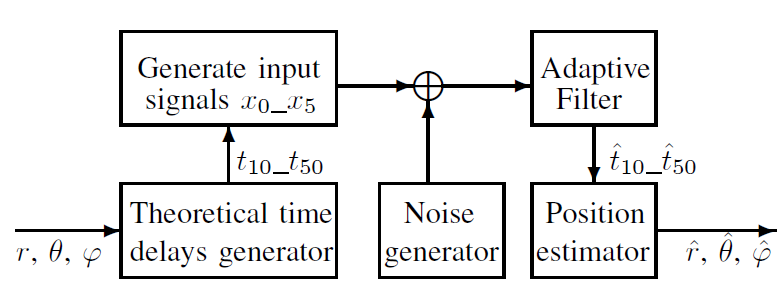 Generate input
signals x₀_x₅
Adaptive
Filter
t₁₀_t₅₀
t̂₁₀_t̂₅₀
Theoretical time
delays generator
Noise
generator
Position
estimator
r, θ, φ
r̂, θ̂, φ̂